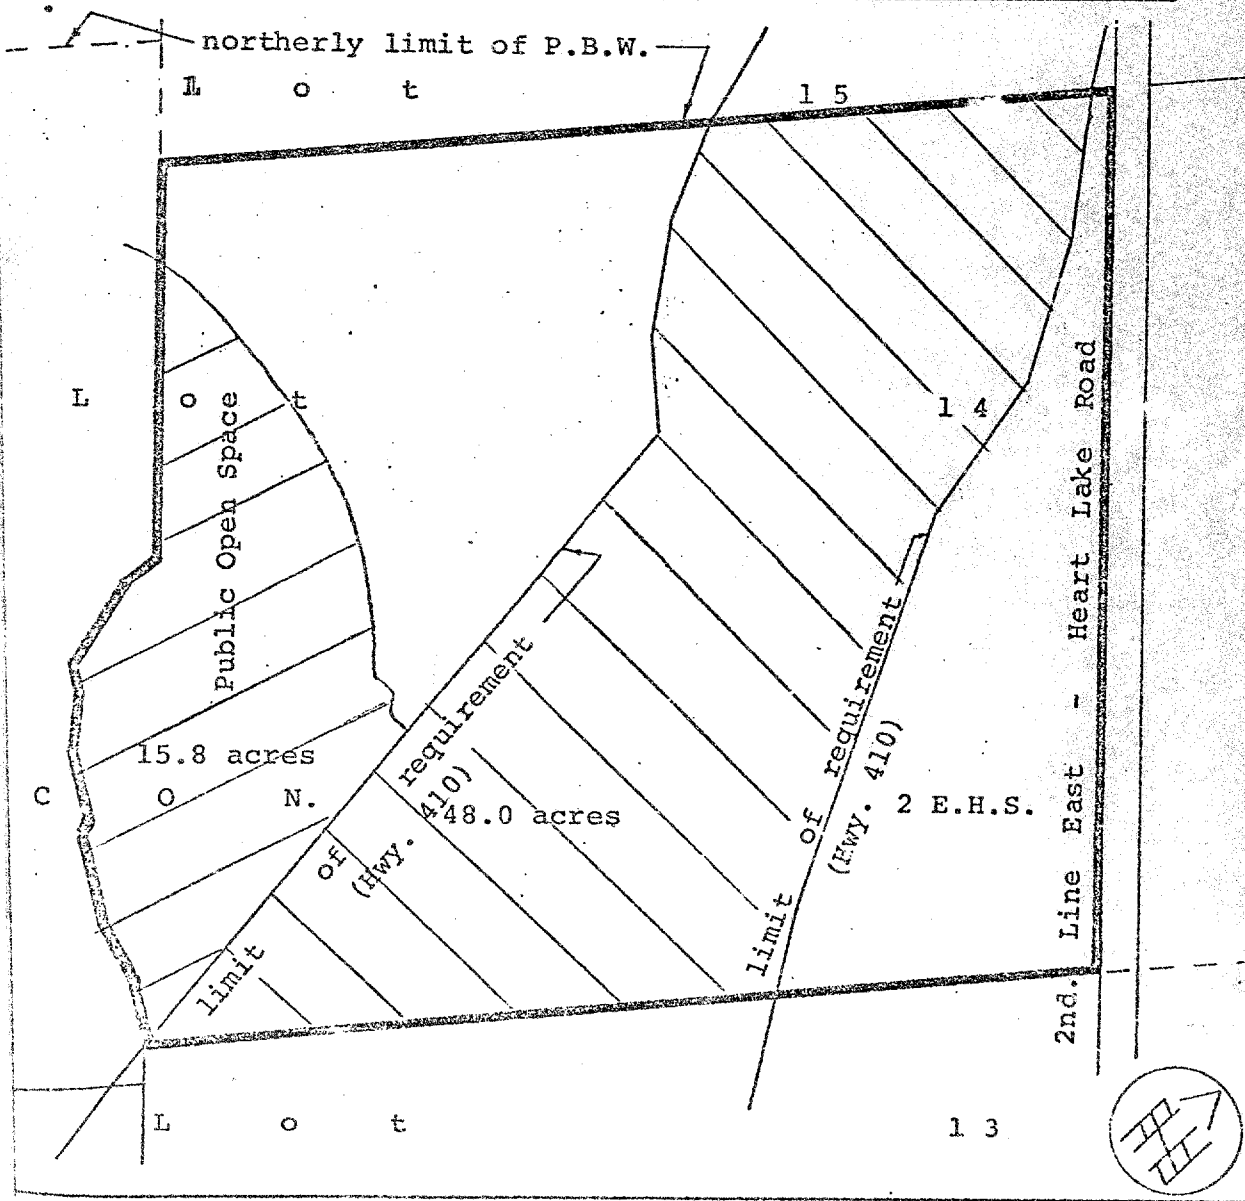 northerly limit of P.B.W.
Lot 15
Lot 14
Public Open Space
15.8 acres
CON. 2 E.H.S.
48.0 acres
limit of requirement
(Hwy. 410)
limit of requirement
(Hwy. 410)
2nd. Line East - Heart Lake Road
Lot 13